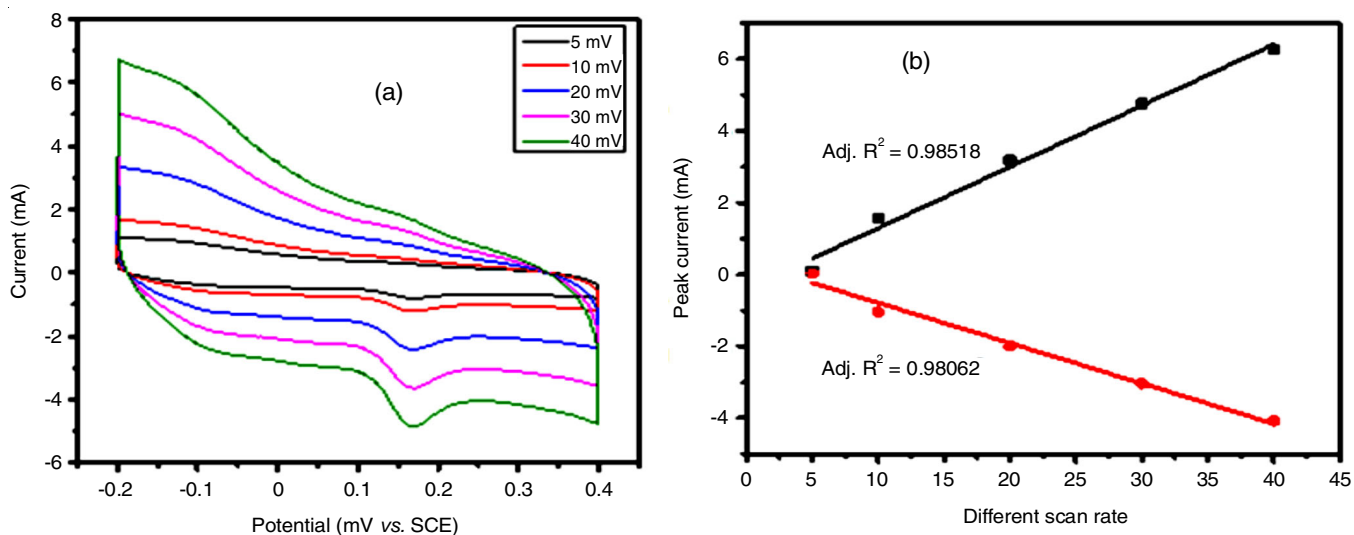 8
6
4
2
0
-2
-4
-6
Current (mA)
-0.2 -0.1 0 0.1 0.2 0.3 0.4
Potential (mV vs. SCE)
(a)
5 mV
10 mV
20 mV
30 mV
40 mV
6
4
2
0
-2
-4
Peak current (mA)
0 5 10 15 20 25 30 35 40 45
Different scan rate
(b)
Adj. R² = 0.98518
Adj. R² = 0.98062